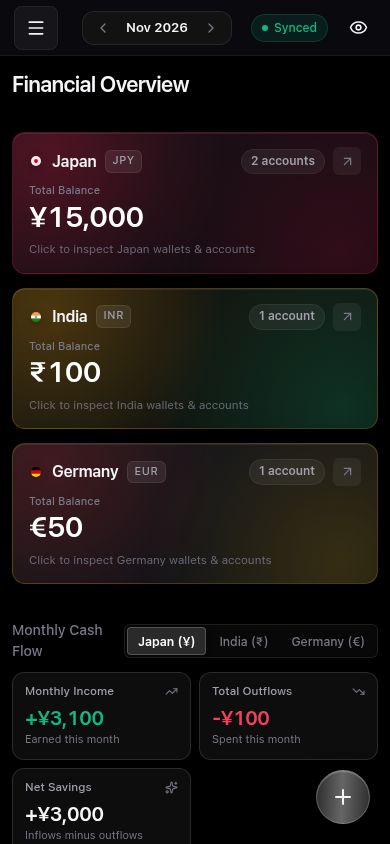 Nov 2026
Synced
Financial Overview
Japan JPY 2 accounts
Total Balance
¥15,000
Click to inspect Japan wallets & accounts
India INR 1 account
Total Balance
₹100
Click to inspect India wallets & accounts
Germany EUR 1 account
Total Balance
€50
Click to inspect Germany wallets & accounts
Monthly Cash
Flow
Japan (¥) India (₹) Germany (€)
Monthly Income
+¥3,100
Earned this month
Total Outflows
-¥100
Spent this month
Net Savings
+¥3,000
Inflows minus outflows